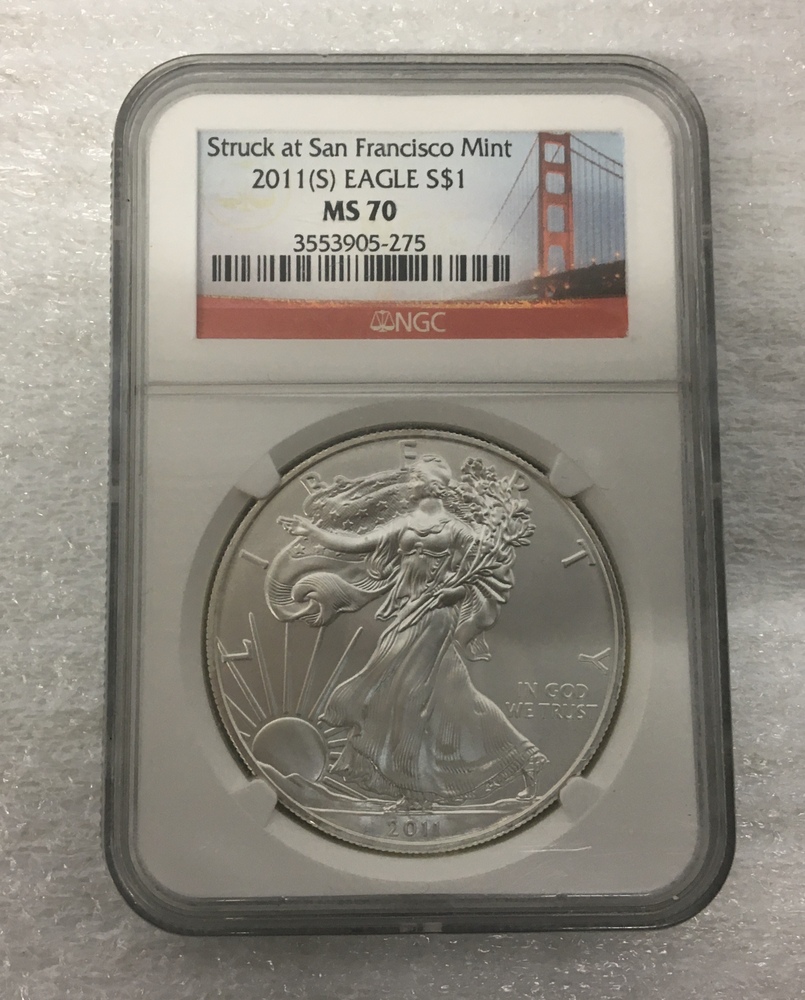 Struck at San Francisco Mint
2011(S) EAGLE S$1
MS 70
3553905-275
NGC
LIBERTY
IN GOD
WE TRUST
2011